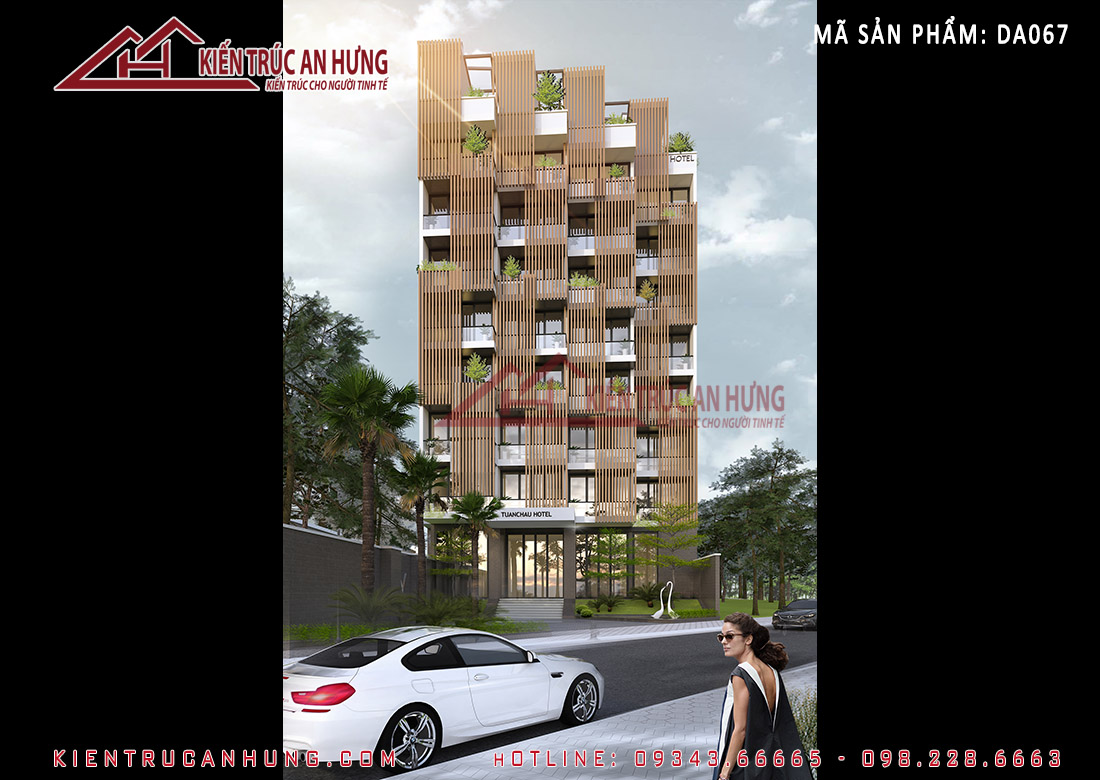 KIẾN TRÚC AN HƯNG
KIẾN TRÚC CHO NGƯỜI TINH TẾ
MÃ SẢN PHẨM: DA067
HOTEL
KIẾN TRÚC AN HƯNG
KIẾN TRÚC CHO NGƯỜI TINH TẾ
TUANCHAU HOTEL
KIENTRUCANHUNG.COM HOTLINE: 09343.66665 - 098.228.6663